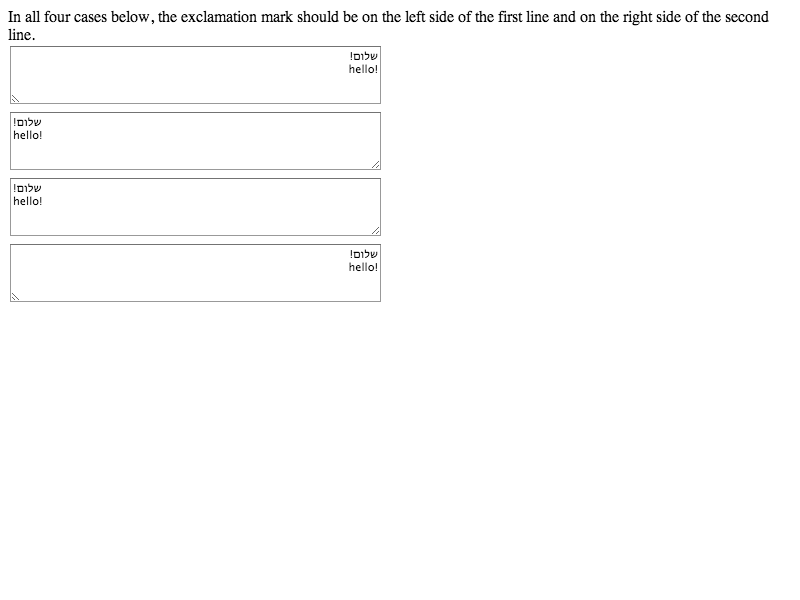 In all four cases below, the exclamation mark should be on the left side of the first line and on the right side of the second
line.
שלום!
hello!
שלום!
hello!
שלום!
hello!
שלום!
hello!